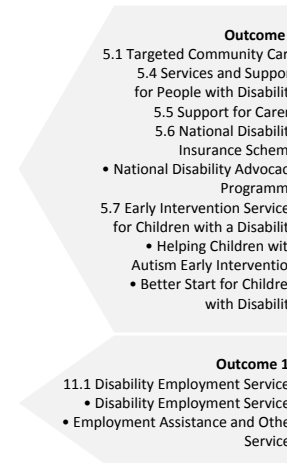 Outcome
5.1 Targeted Community Car
5.4 Services and Suppor
for People with Disabilit
5.5 Support for Carer
5.6 National Disabilit
Insurance Schem
• National Disability Advocac
Programm
5.7 Early Intervention Service
for Children with a Disabilit
• Helping Children wit
Autism Early Interventio
• Better Start for Childre
with Disabilit
Outcome 1
11.1 Disability Employment Service
• Disability Employment Service
• Employment Assistance and Othe
Service